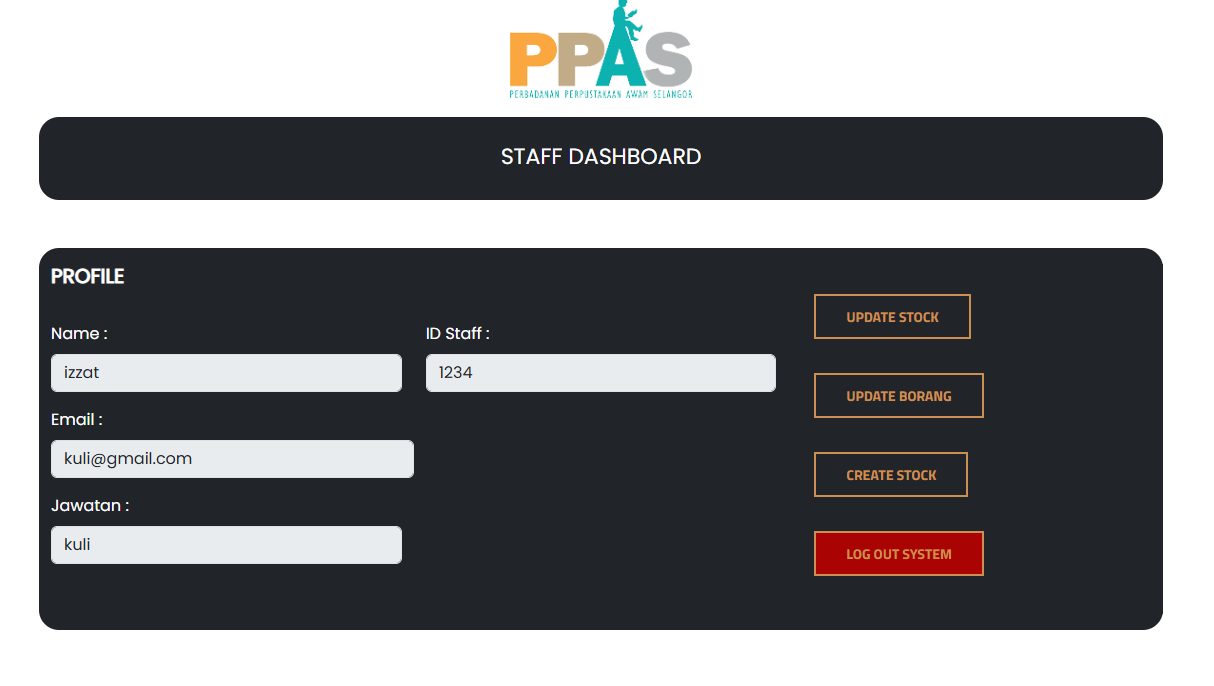 PPAS
PERBADANAN PERPUSTAKAAN AWAM SELANGOR
STAFF DASHBOARD
PROFILE
Name :
izzat
ID Staff :
1234
Email :
kuli@gmail.com
Jawatan :
kuli
UPDATE STOCK
UPDATE BORANG
CREATE STOCK
LOG OUT SYSTEM